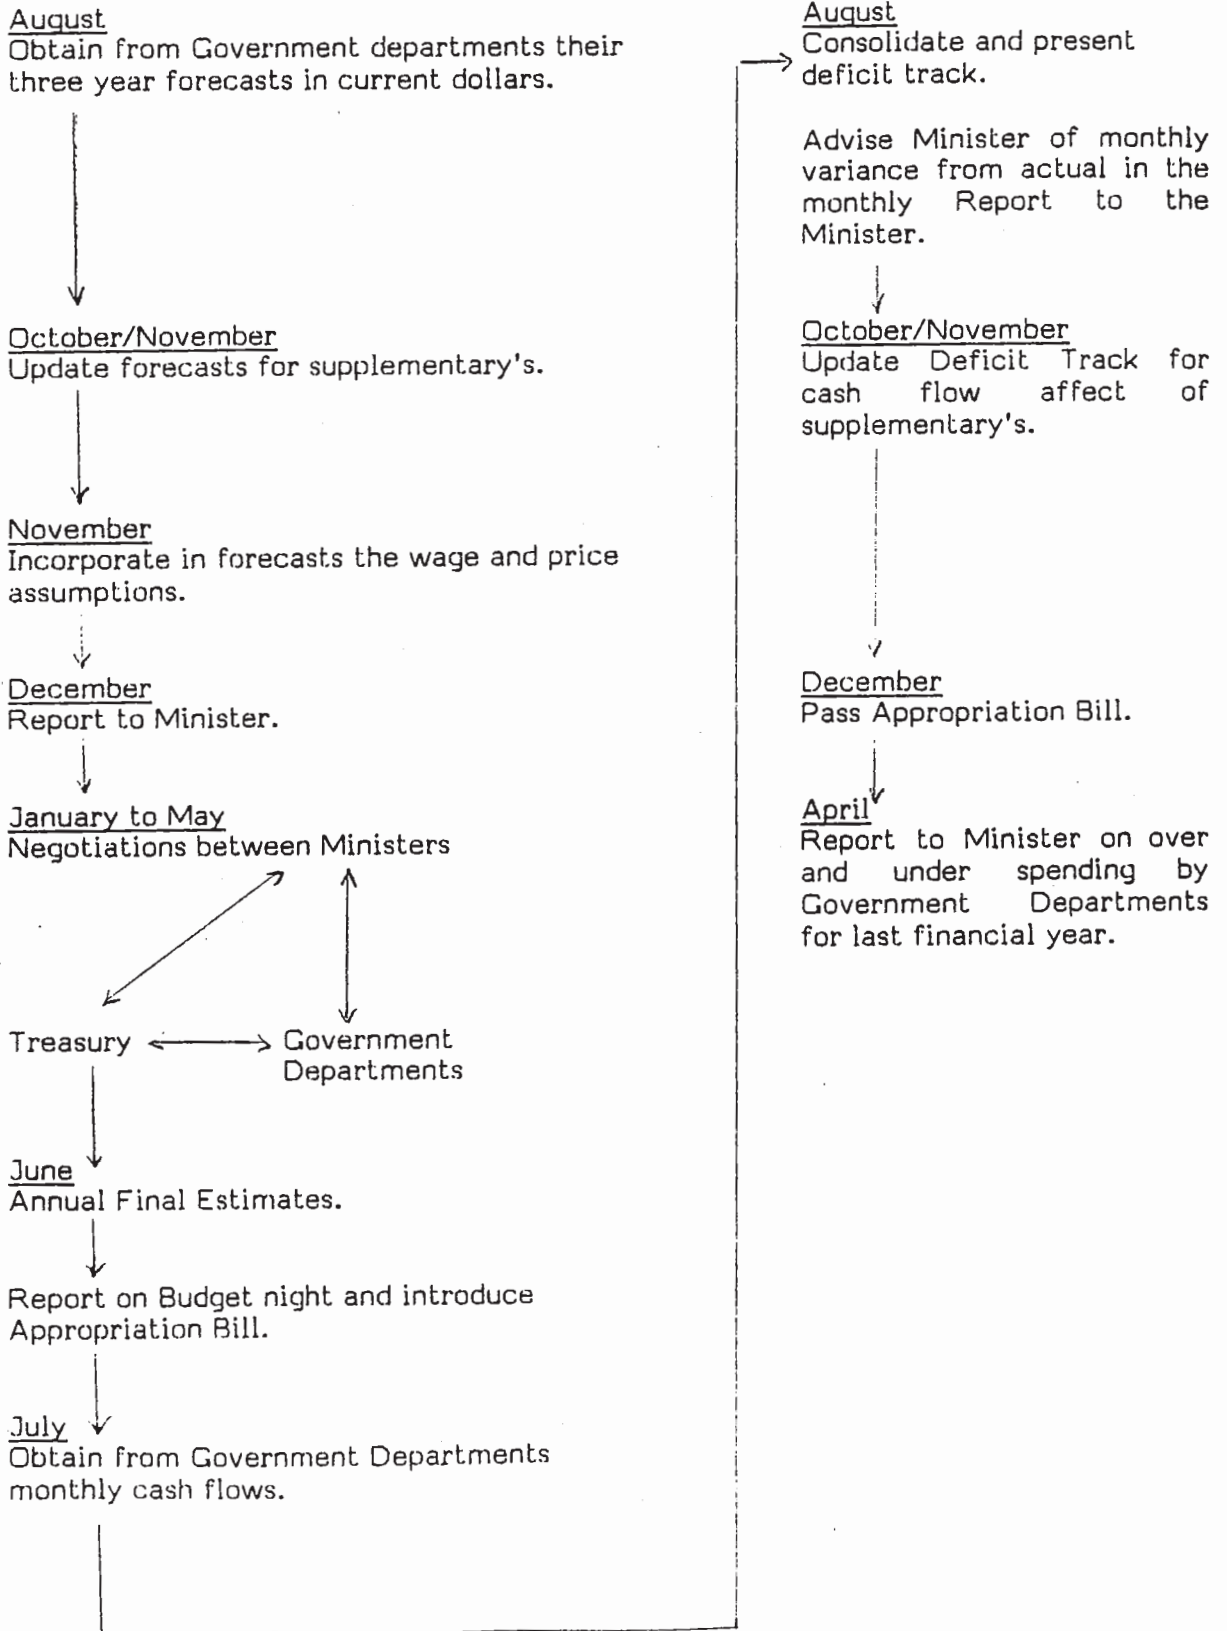 August
Obtain from Government departments their
three year forecasts in current dollars.
October/November
Update forecasts for supplementary's.
November
Incorporate in forecasts the wage and price
assumptions.
December
Report to Minister.
January to May
Negotiations between Ministers
Treasury
Government
Departments
June
Annual Final Estimates.
Report on Budget night and introduce
Appropriation Bill.
July
Obtain from Government Departments
monthly cash flows.
August
Consolidate and present
deficit track.
Advise Minister of monthly
variance from actual in the
monthly Report to the
Minister.
October/November
Update Deficit Track for
cash flow affect of
supplementary's.
December
Pass Appropriation Bill.
April
Report to Minister on over
and under spending by
Government Departments
for last financial year.